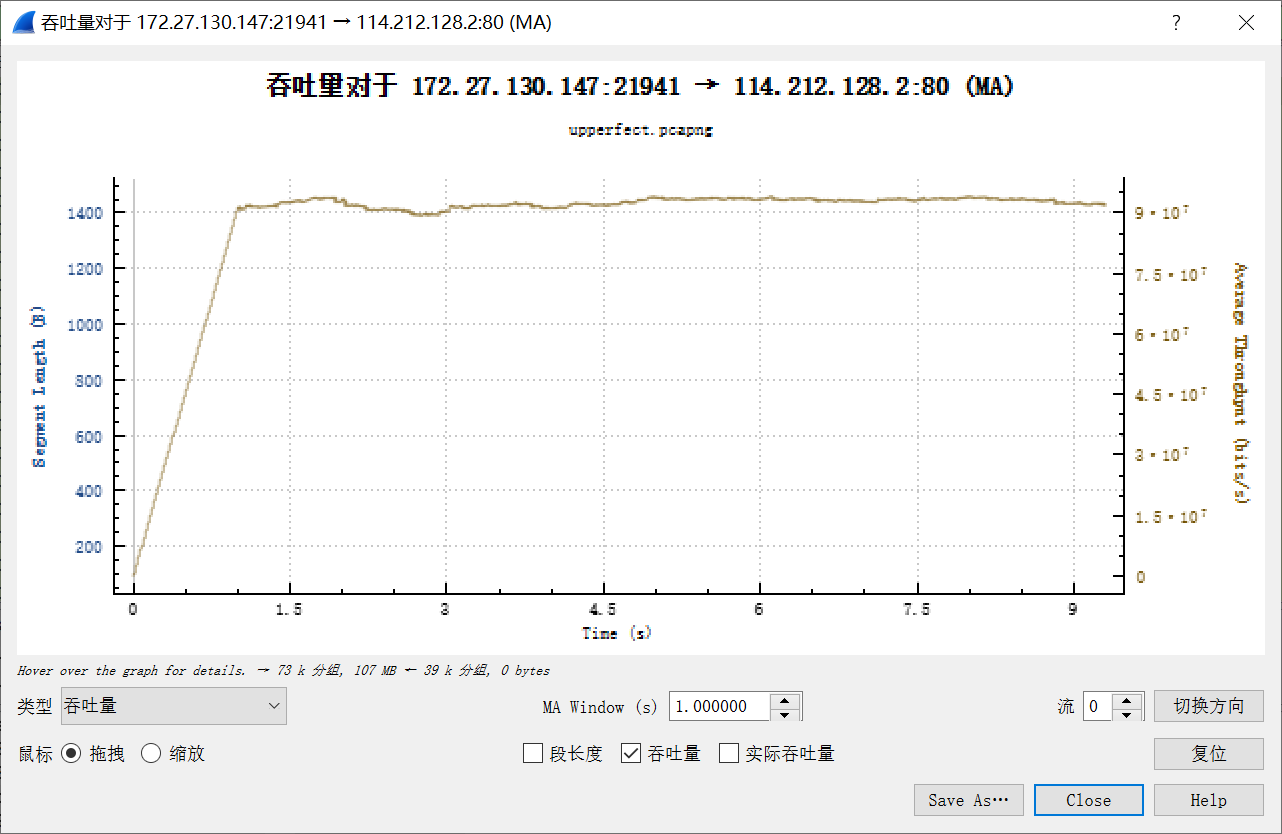 吞吐量对于 172.27.130.147:21941 → 114.212.128.2:80 (MA)
吞吐量对于 172.27.130.147:21941 → 114.212.128.2:80 (MA)
upperfect.pcapng
Segment Length (B)
1400
1200
1000
800
600
400
200
9·10⁷
7.5·10⁷
6·10⁷
4.5·10⁷
3·10⁷
1.5·10⁷
0
Average Throughput (bits/s)
0 1.5 3 4.5 6 7.5 9
Time (s)
Hover over the graph for details. → 73 k 分组, 107 MB ← 39 k 分组, 0 bytes
类型 吞吐量 MA Window (s) 1.000000 流 0 切换方向
鼠标 拖拽 缩放 段长度 吞吐量 实际吞吐量 复位
Save As… Close Help